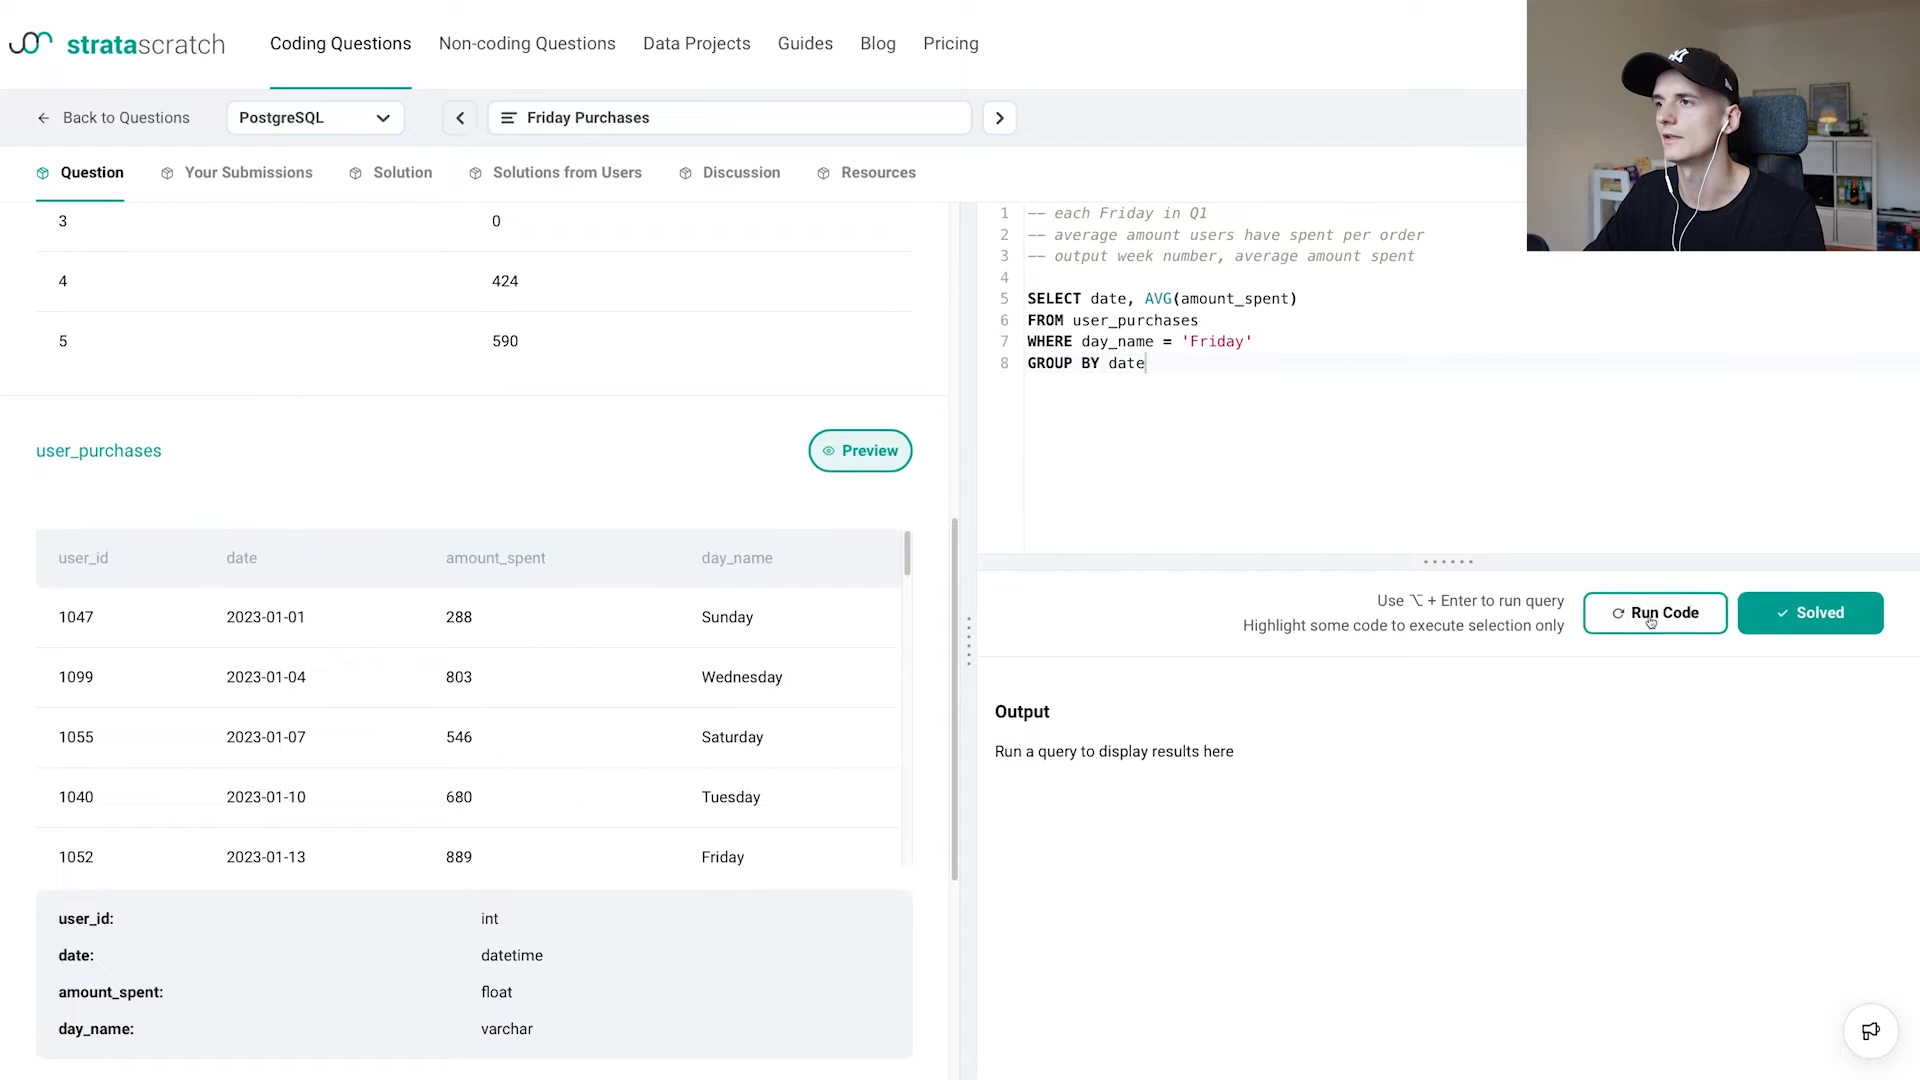 stratascratch
Coding Questions
Non-coding Questions
Data Projects
Guides
Blog
Pricing
Back to Questions
PostgreSQL
Friday Purchases
Question
Your Submissions
Solution
Solutions from Users
Discussion
Resources
3 0
4 424
5 590
user_purchases
Preview
user_id date amount_spent day_name
1047 2023-01-01 288 Sunday
1099 2023-01-04 803 Wednesday
1055 2023-01-07 546 Saturday
1040 2023-01-10 680 Tuesday
1052 2023-01-13 889 Friday
user_id: int
date: datetime
amount_spent: float
day_name: varchar
1 -- each Friday in Q1
2 -- average amount users have spent per order
3 -- output week number, average amount spent
4
5 SELECT date, AVG(amount_spent)
6 FROM user_purchases
7 WHERE day_name = 'Friday'
8 GROUP BY date
Use ⌥ + Enter to run query
Highlight some code to execute selection only
Run Code
Solved
Output
Run a query to display results here
NY